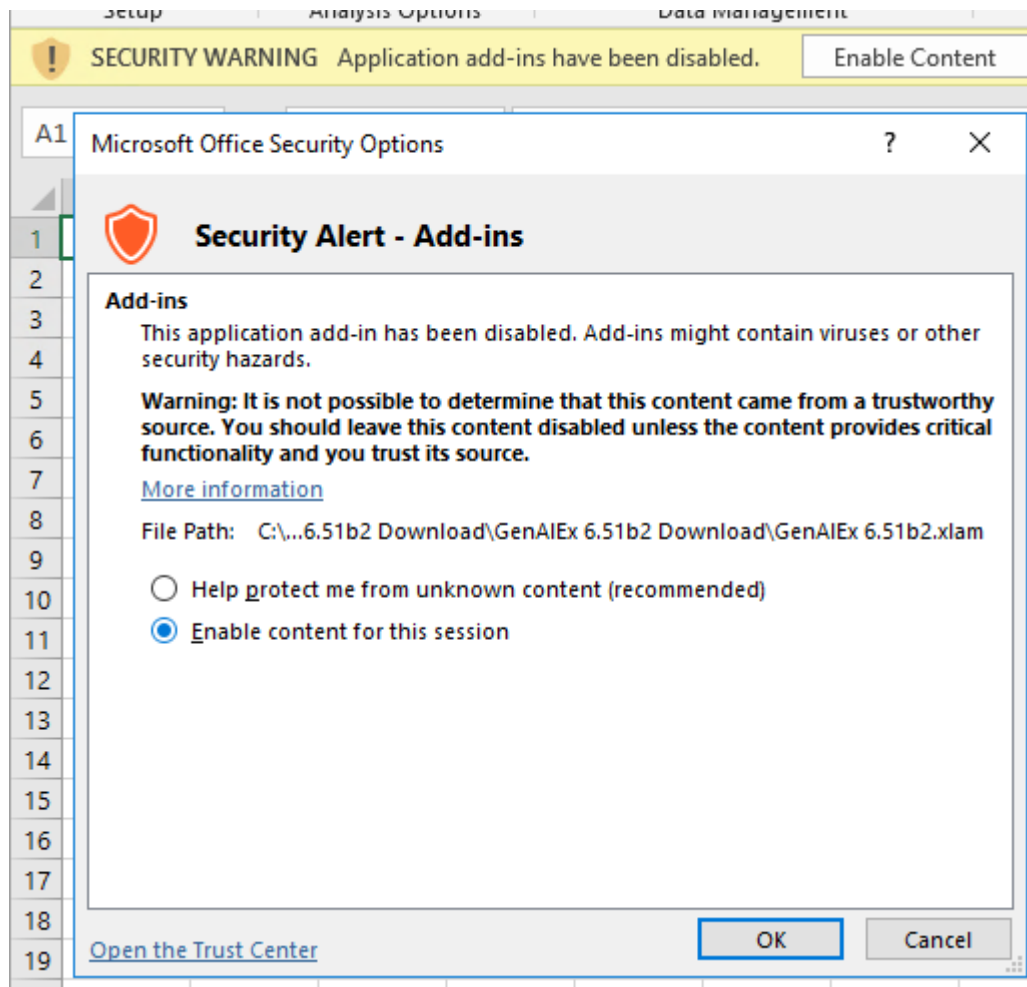 Setup Analysis Options Data Management
SECURITY WARNING Application add-ins have been disabled. Enable Content
A1
Microsoft Office Security Options ? X
Security Alert - Add-ins
Add-ins
This application add-in has been disabled. Add-ins might contain viruses or other
security hazards.
Warning: It is not possible to determine that this content came from a trustworthy
source. You should leave this content disabled unless the content provides critical
functionality and you trust its source.
More information
File Path: C:\...6.51b2 Download\GenAlEx 6.51b2 Download\GenAlEx 6.51b2.xlam
Help protect me from unknown content (recommended)
Enable content for this session
Open the Trust Center OK Cancel
1
2
3
4
5
6
7
8
9
10
11
12
13
14
15
16
17
18
19